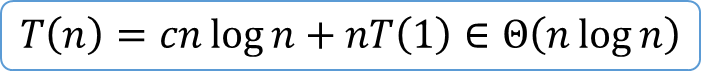 T(n) = cn log n + nT(1) ∈ Θ(n log n)